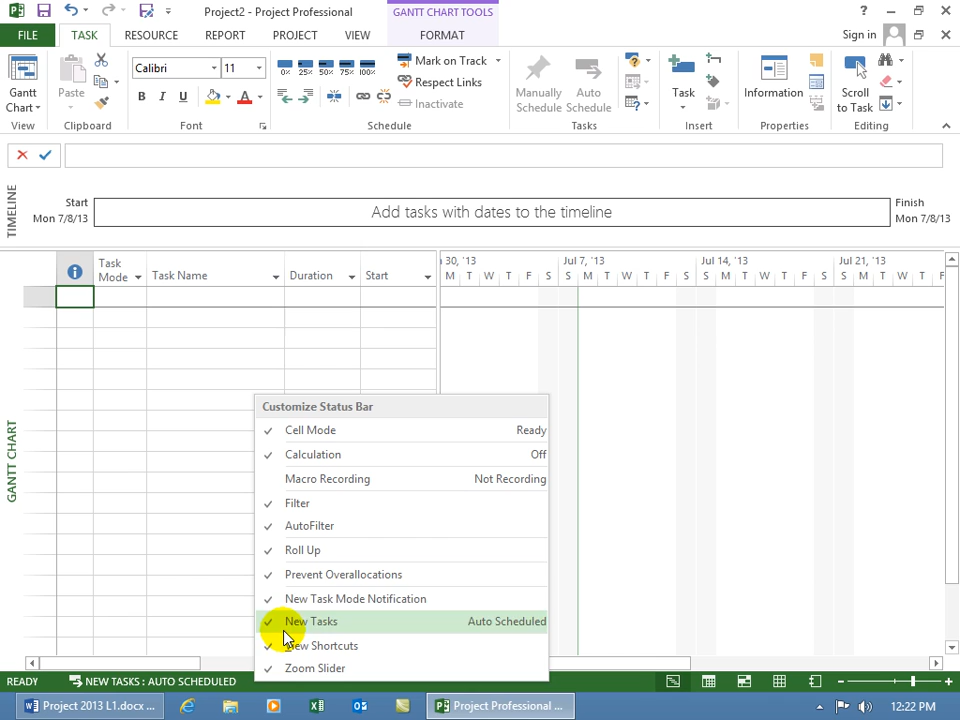 Project2 - Project Professional
GANTT CHART TOOLS
FILE
TASK
RESOURCE
REPORT
PROJECT
VIEW
FORMAT
Sign in
Gantt
Chart
View
Paste
Clipboard
Calibri
11
B I U
A
Font
0%
25%
50%
75%
100%
Mark on Track
Respect Links
Inactivate
Schedule
Manually
Schedule
Auto
Schedule
Tasks
Task
Insert
Information
Properties
Scroll
to Task
Editing
TIMELINE
Start
Mon 7/8/13
Add tasks with dates to the timeline
Finish
Mon 7/8/13
Task
Mode
Task Name
Duration
Start
30, '13
Jul 7, '13
Jul 14, '13
Jul 21, '13
M T W T F S S M T W T F S S M T W T F S S M T W T F
GANTT CHART
Customize Status Bar
Cell Mode Ready
Calculation Off
Macro Recording Not Recording
Filter
AutoFilter
Roll Up
Prevent Overallocations
New Task Mode Notification
New Tasks Auto Scheduled
View Shortcuts
Zoom Slider
READY
NEW TASKS : AUTO SCHEDULED
Project 2013 L1.docx ...
Project Professional ...
12:22 PM